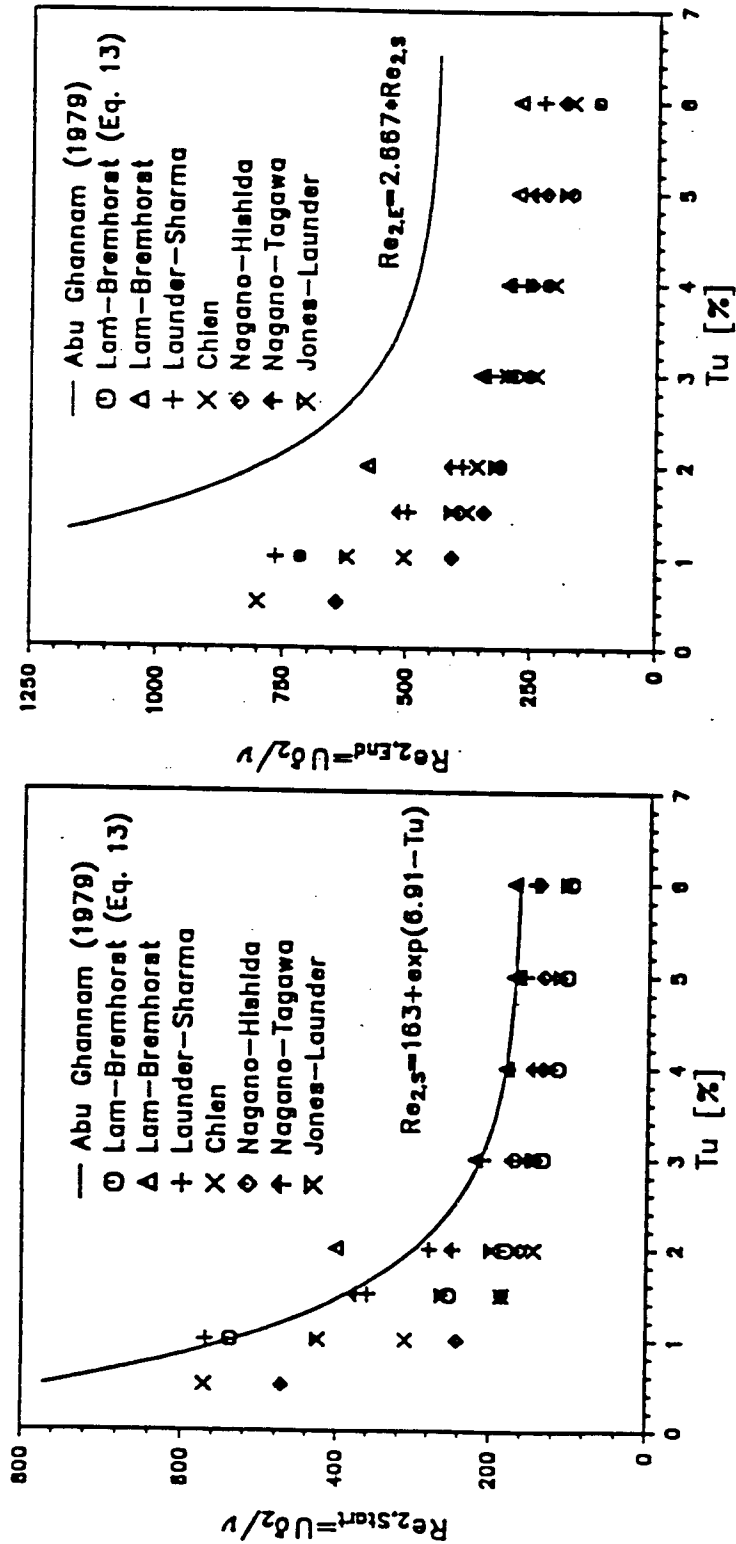 800
600
400
200
0
Re2,Start=Uδ2/ν
0 1 2 3 4 5 6 7
Tu [%]
Abu Ghannam (1979)
Lam-Bremhorst (Eq. 13)
Lam-Bremhorst
Launder-Sharma
Chien
Nagano-Hishida
Nagano-Tagawa
Jones-Launder
Re2,S=163+exp(6.91-Tu)
1250
1000
750
500
250
0
Re2,End=Uδ2/ν
0 1 2 3 4 5 6 7
Tu [%]
Abu Ghannam (1979)
Lam-Bremhorst (Eq. 13)
Lam-Bremhorst
Launder-Sharma
Chien
Nagano-Hishida
Nagano-Tagawa
Jones-Launder
Re2,E=2.667*Re2,S